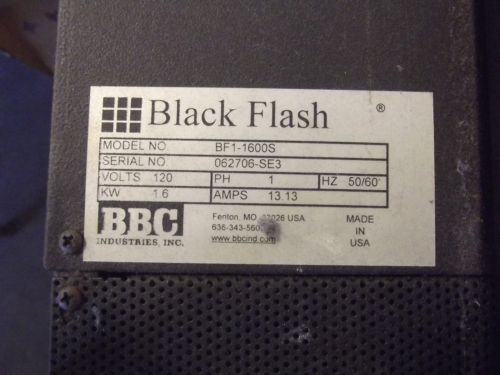 Black Flash ®
MODEL NO. BF1-1600S
SERIAL NO 062706-SE3
VOLTS 120 PH 1 HZ 50/60
KW 1.6 AMPS 13.13
BBC
INDUSTRIES, INC.
Fenton, MO USA
www.bbcind.com
MADE
IN
USA